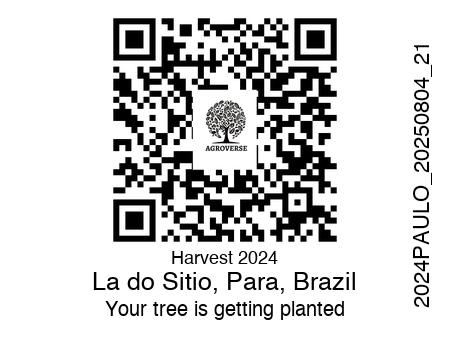 AGROVERSE
Harvest 2024
La do Sitio, Para, Brazil
Your tree is getting planted
2024PAULO_20250804_21